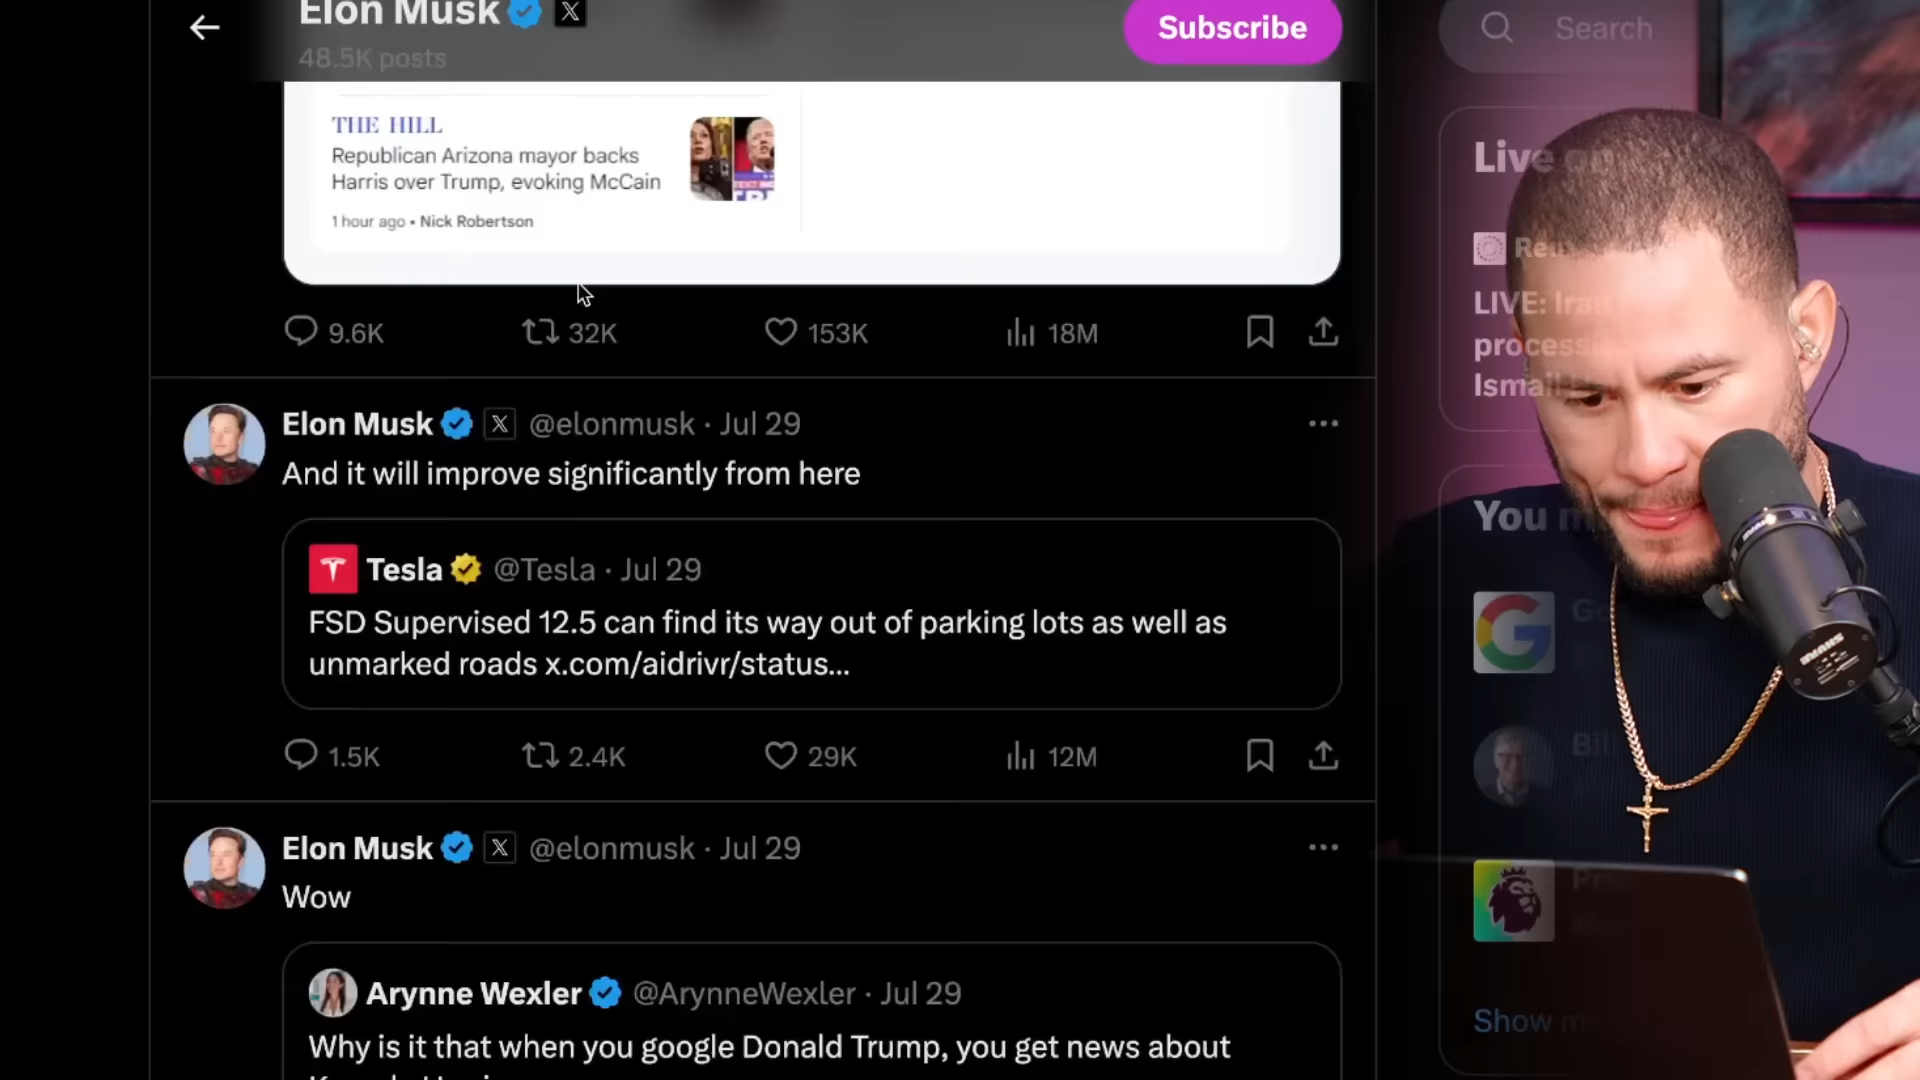 Elon Musk
48.5K posts
Subscribe
Search
THE HILL
Republican Arizona mayor backs
Harris over Trump, evoking McCain
1 hour ago • Nick Robertson
9.6K 32K 153K 18M
Elon Musk @elonmusk · Jul 29
And it will improve significantly from here
Tesla @Tesla · Jul 29
FSD Supervised 12.5 can find its way out of parking lots as well as
unmarked roads x.com/aidrivr/status...
1.5K 2.4K 29K 12M
Elon Musk @elonmusk · Jul 29
Wow
Arynne Wexler @ArynneWexler · Jul 29
Why is it that when you google Donald Trump, you get news about
Live
LIVE:
You
Show
SHURE